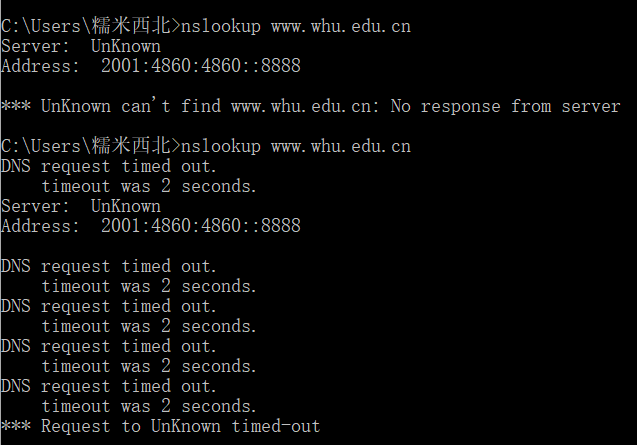 C:\Users\糯米西北>nslookup www.whu.edu.cn
Server:  UnKnown
Address:  2001:4860:4860::8888
*** UnKnown can't find www.whu.edu.cn: No response from server
C:\Users\糯米西北>nslookup www.whu.edu.cn
DNS request timed out.
    timeout was 2 seconds.
Server:  UnKnown
Address:  2001:4860:4860::8888
DNS request timed out.
    timeout was 2 seconds.
DNS request timed out.
    timeout was 2 seconds.
DNS request timed out.
    timeout was 2 seconds.
DNS request timed out.
    timeout was 2 seconds.
*** Request to UnKnown timed-out